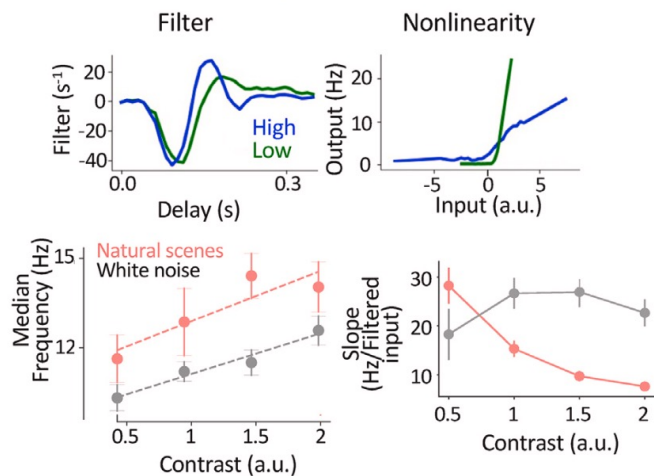 Filter
Nonlinearity
Filter (s⁻¹)
20
0
-20
-40
High
Low
0.0
0.3
Delay (s)
Output (Hz)
20
10
0
-5
0
5
Input (a.u.)
Natural scenes
White noise
Median
Frequency (Hz)
15
12
0.5
1
1.5
2
Contrast (a.u.)
Slope
(Hz/Filtered
input)
30
20
10
0.5
1
1.5
2
Contrast (a.u.)